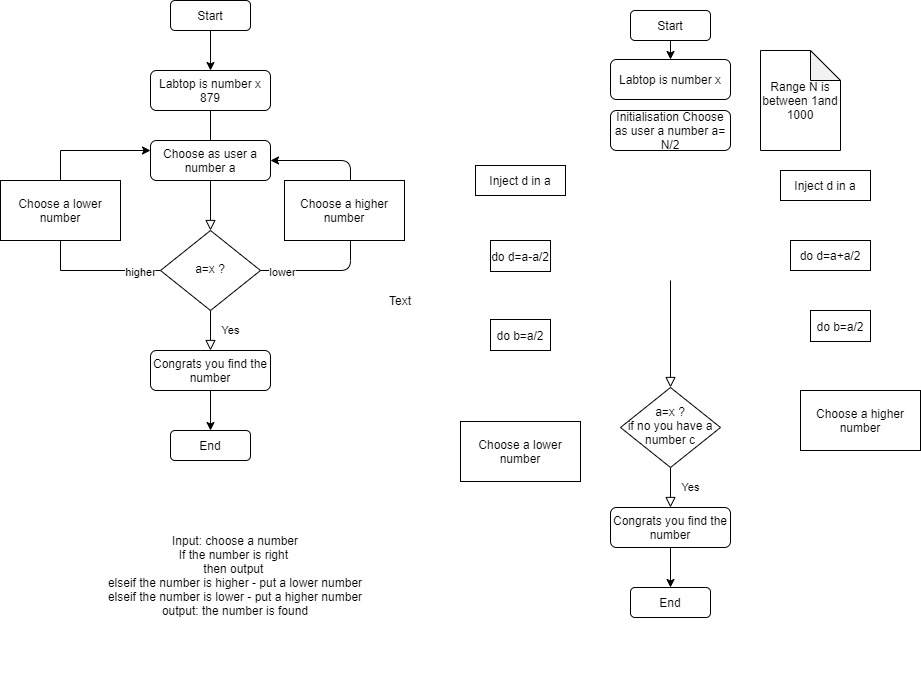 Start
Labtop is number x
879
Choose as user a
number a
Choose a lower
number
Choose a higher
number
higher
a=x ?
lower
Yes
Congrats you find the
number
End
Input: choose a number
If the number is right
then output
elseif the number is higher - put a lower number
elseif the number is lower - put a higher number
output: the number is found
Text
Start
Labtop is number x
Initialisation Choose
as user a number a=
N/2
Range N is
between 1and
1000
Inject d in a
do d=a-a/2
do b=a/2
Choose a lower
number
Inject d in a
do d=a+a/2
do b=a/2
Choose a higher
number
a=x ?
if no you have a
number c
Yes
Congrats you find the
number
End